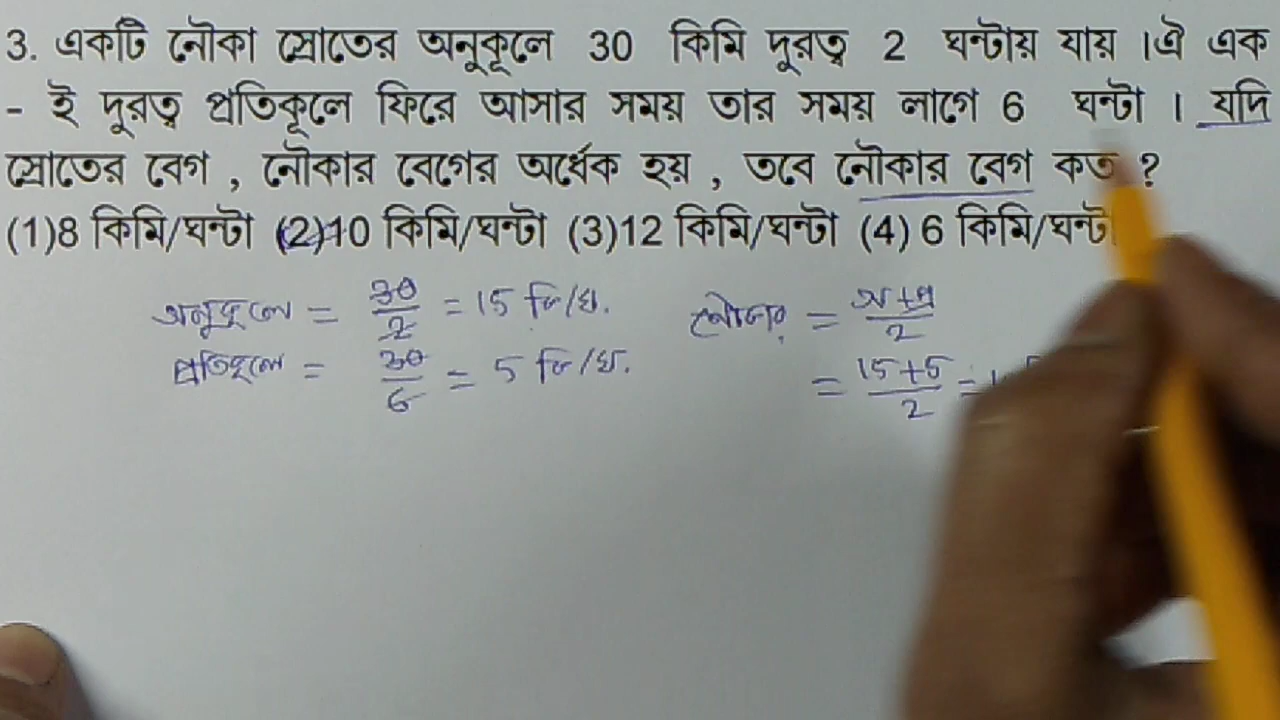 3. একটি নৌকা স্রোতের অনুকূলে 30 কিমি দুরত্ব 2 ঘন্টায় যায় ।ঐ এক
- ই দুরত্ব প্রতিকূলে ফিরে আসার সময় তার সময় লাগে 6 ঘন্টা । যদি
স্রোতের বেগ , নৌকার বেগের অর্ধেক হয় , তবে নৌকার বেগ কত ?
(1)8 কিমি/ঘন্টা (2)10 কিমি/ঘন্টা (3)12 কিমি/ঘন্টা (4) 6 কিমি/ঘন্টা
অনুকূলে = 30/2 = 15 কি/ঘ.
প্রতিকূলে = 30/6 = 5 কি/ঘ.
নৌকার = অ+প্র/2
= 15+5/2 =